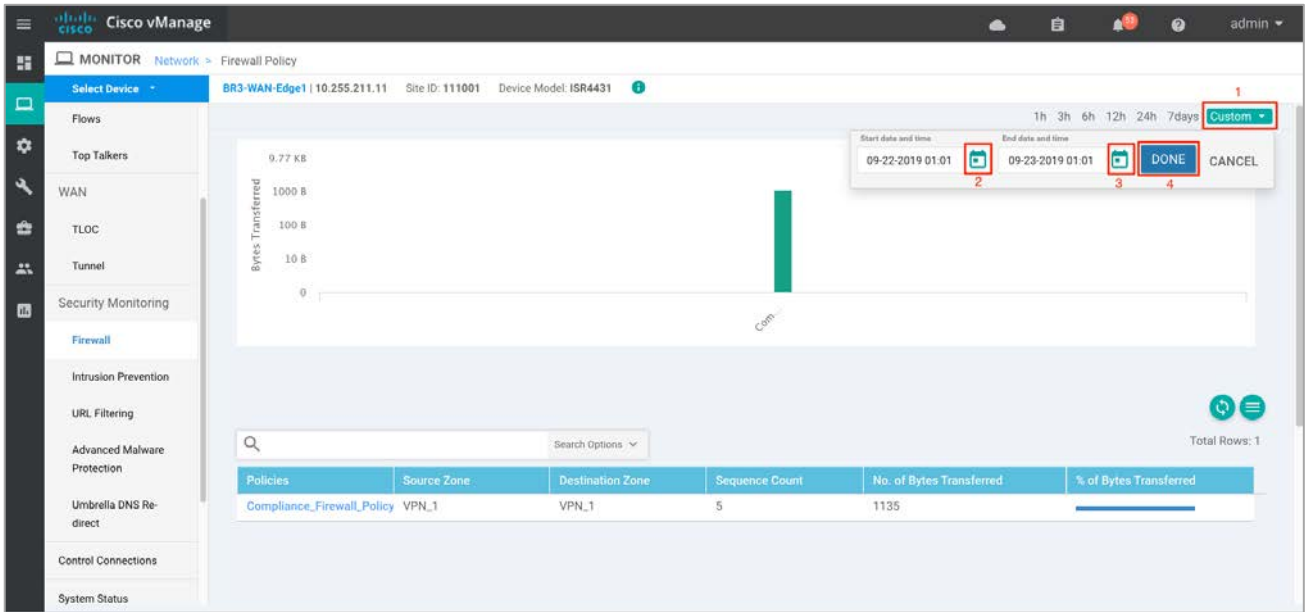 cisco Cisco vManage
53
admin
MONITOR Network > Firewall Policy
Select Device
BR3-WAN-Edge1 | 10.255.211.11 Site ID: 111001 Device Model: ISR4431
1
1h 3h 6h 12h 24h 7days Custom
Start date and time End date and time
09-22-2019 01:01 09-23-2019 01:01 DONE CANCEL
2 3 4
Flows
Top Talkers
WAN
TLOC
Tunnel
Security Monitoring
Firewall
Intrusion Prevention
URL Filtering
Advanced Malware
Protection
Umbrella DNS Re-
direct
Control Connections
System Status
Bytes Transferred
9.77 KB
1000 B
100 B
10 B
0
Com...
Search Options
Total Rows: 1
Policies Source Zone Destination Zone Sequence Count No. of Bytes Transferred % of Bytes Transferred
Compliance_Firewall_Policy VPN_1 VPN_1 5 1135